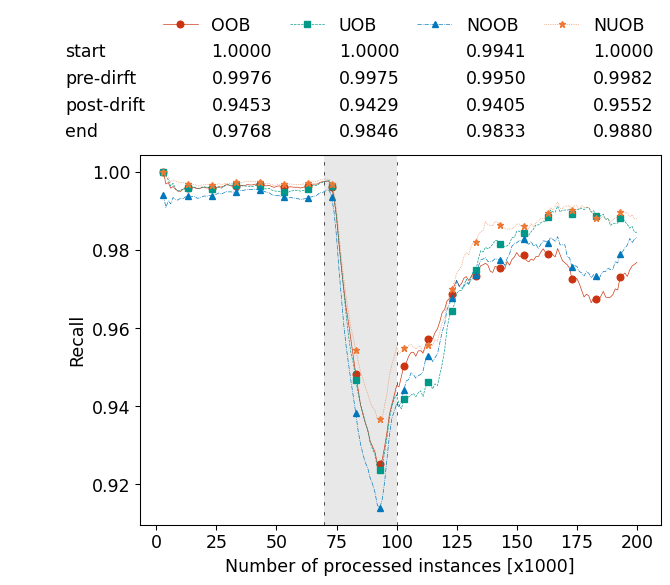 OOB UOB NOOB NUOB
start 1.0000 1.0000 0.9941 1.0000
pre-dirft 0.9976 0.9975 0.9950 0.9982
post-drift 0.9453 0.9429 0.9405 0.9552
end 0.9768 0.9846 0.9833 0.9880
1.00
0.98
0.96
0.94
0.92
Recall
0 25 50 75 100 125 150 175 200
Number of processed instances [x1000]